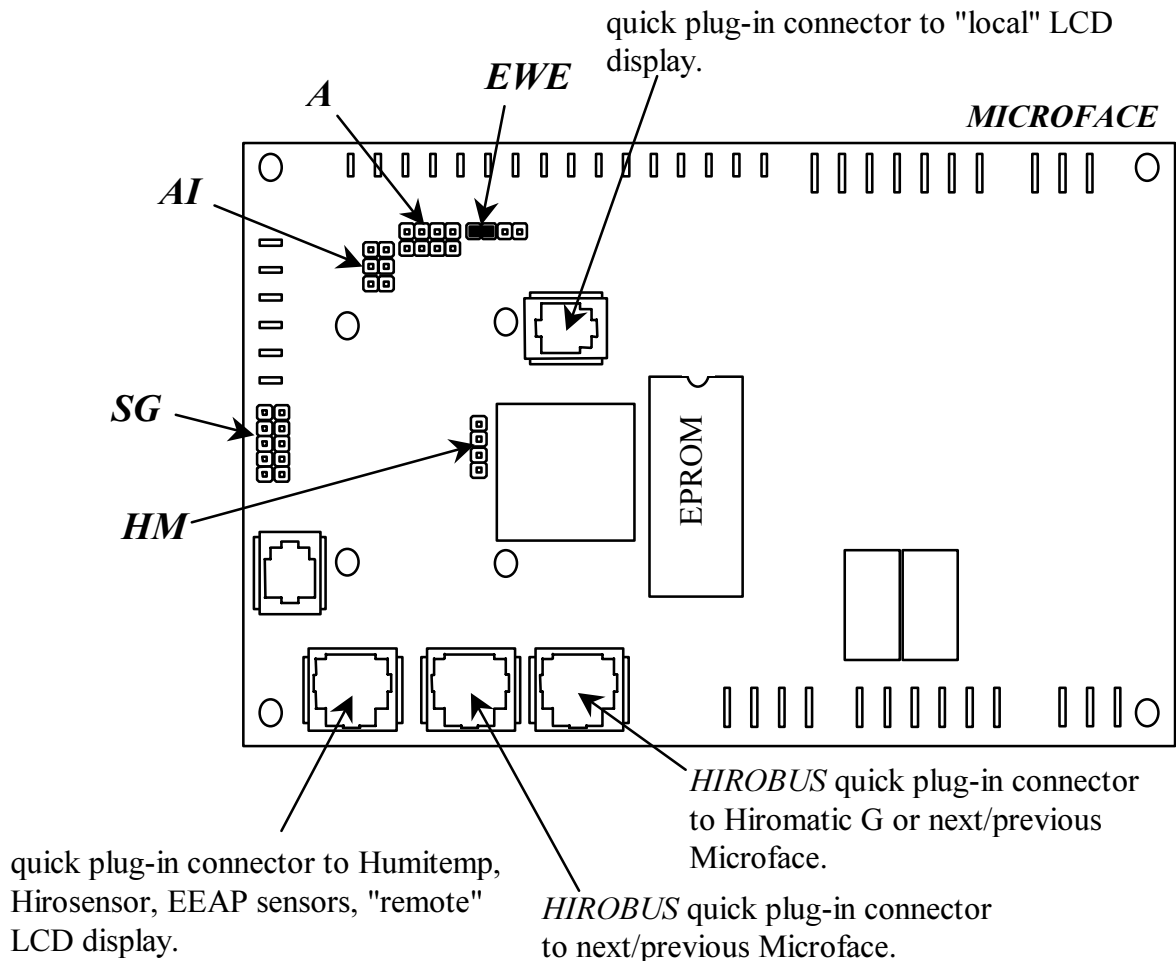 quick plug-in connector to "local" LCD
display.
EWE
A
MICROFACE
AI
SG
HM
EPROM
HIROBUS quick plug-in connector
to Hiromatic G or next/previous
Microface.
quick plug-in connector to Humitemp,
Hirosensor, EEAP sensors, "remote"
LCD display.
HIROBUS quick plug-in connector
to next/previous Microface.